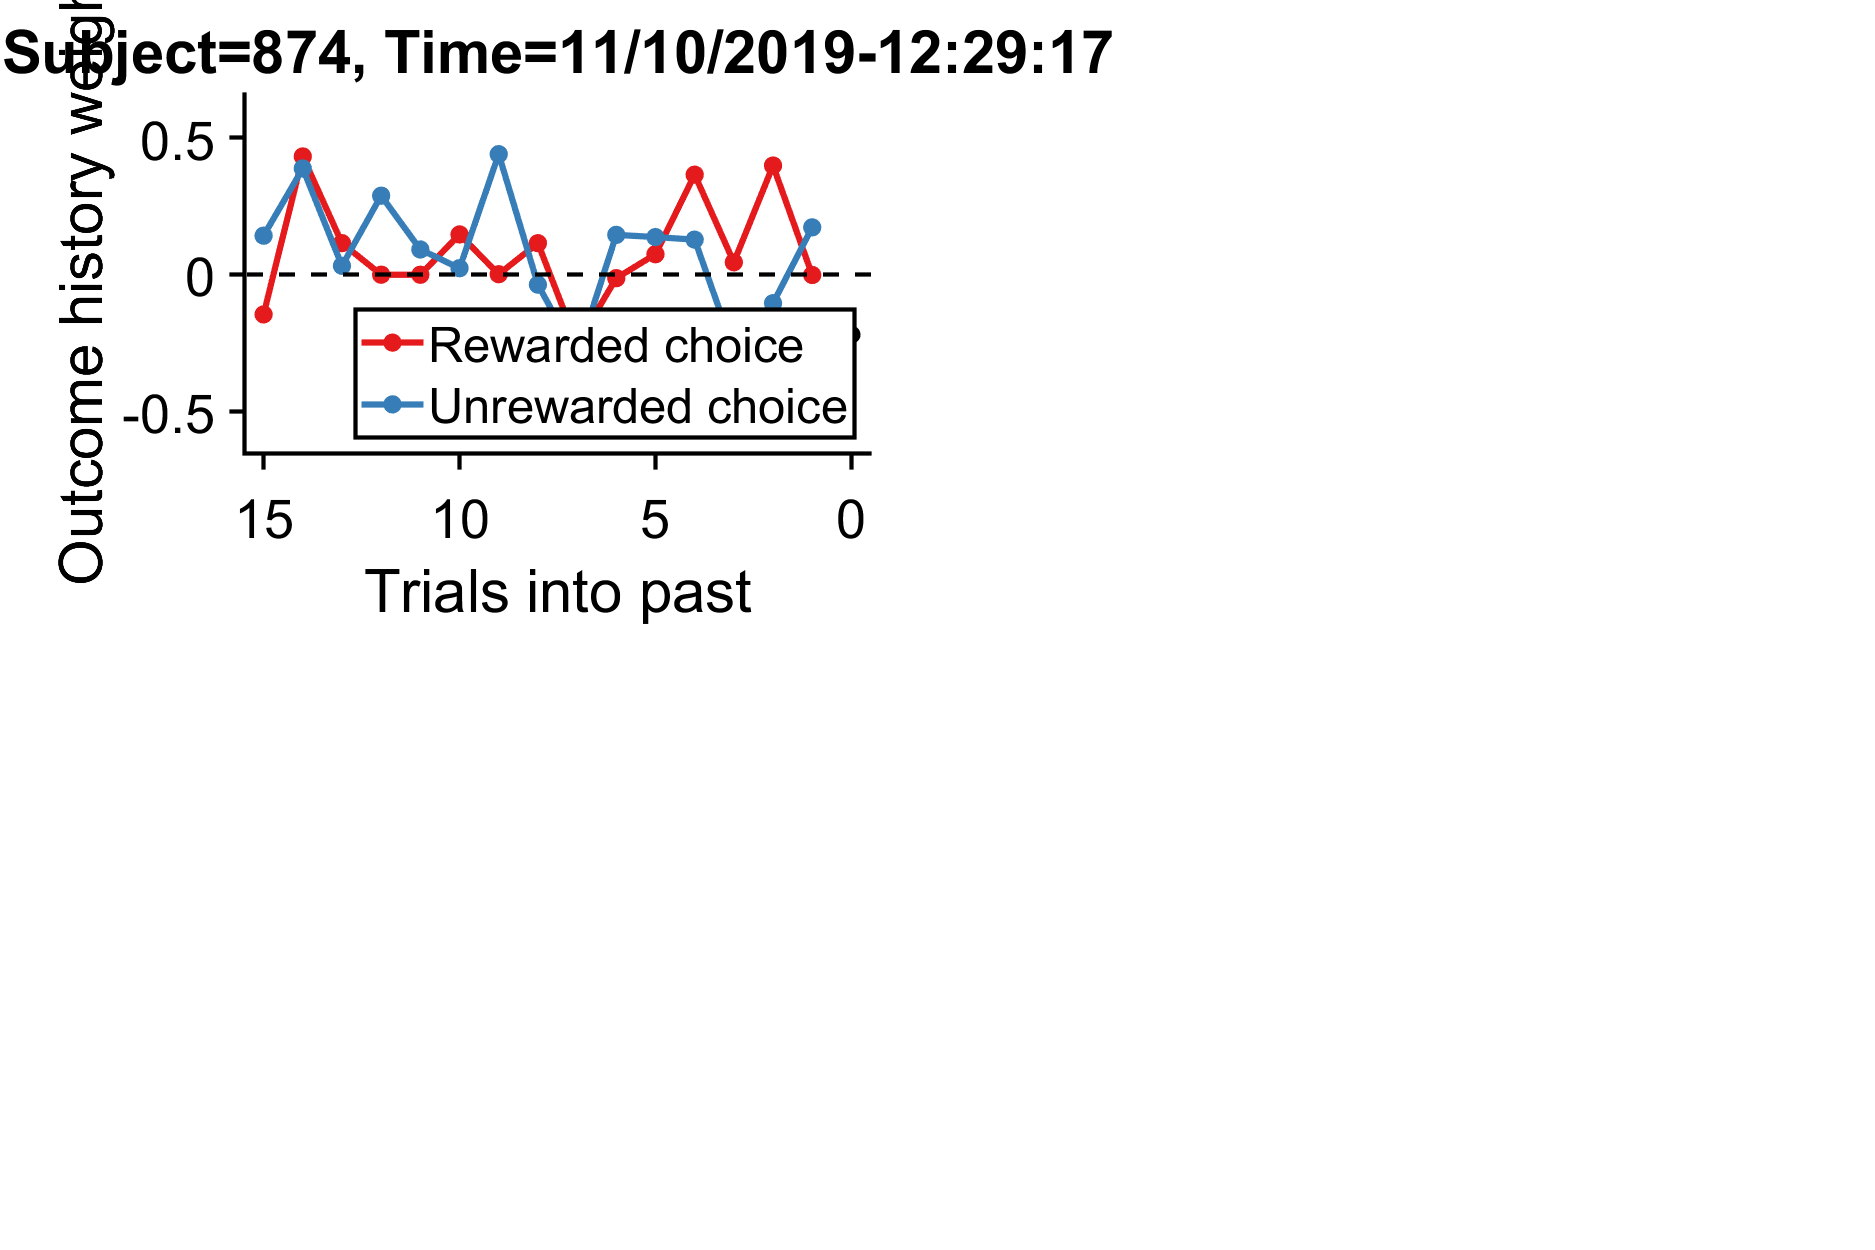 Subject=874, Time=11/10/2019-12:29:17
Outcome history
0.5
0
-0.5
Rewarded choice
Unrewarded choice
15 10 5 0
Trials into past